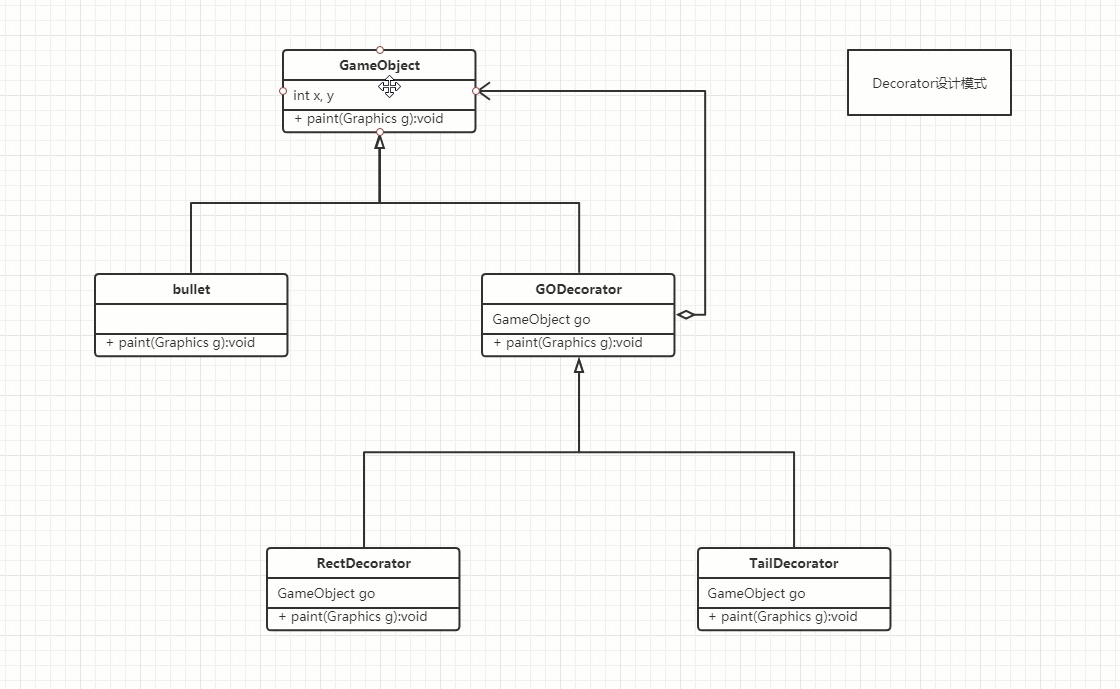 GameObject
int x, y
+ paint(Graphics g):void
Decorator设计模式
bullet
+ paint(Graphics g):void
GODecorator
GameObject go
+ paint(Graphics g):void
RectDecorator
GameObject go
+ paint(Graphics g):void
TailDecorator
GameObject go
+ paint(Graphics g):void